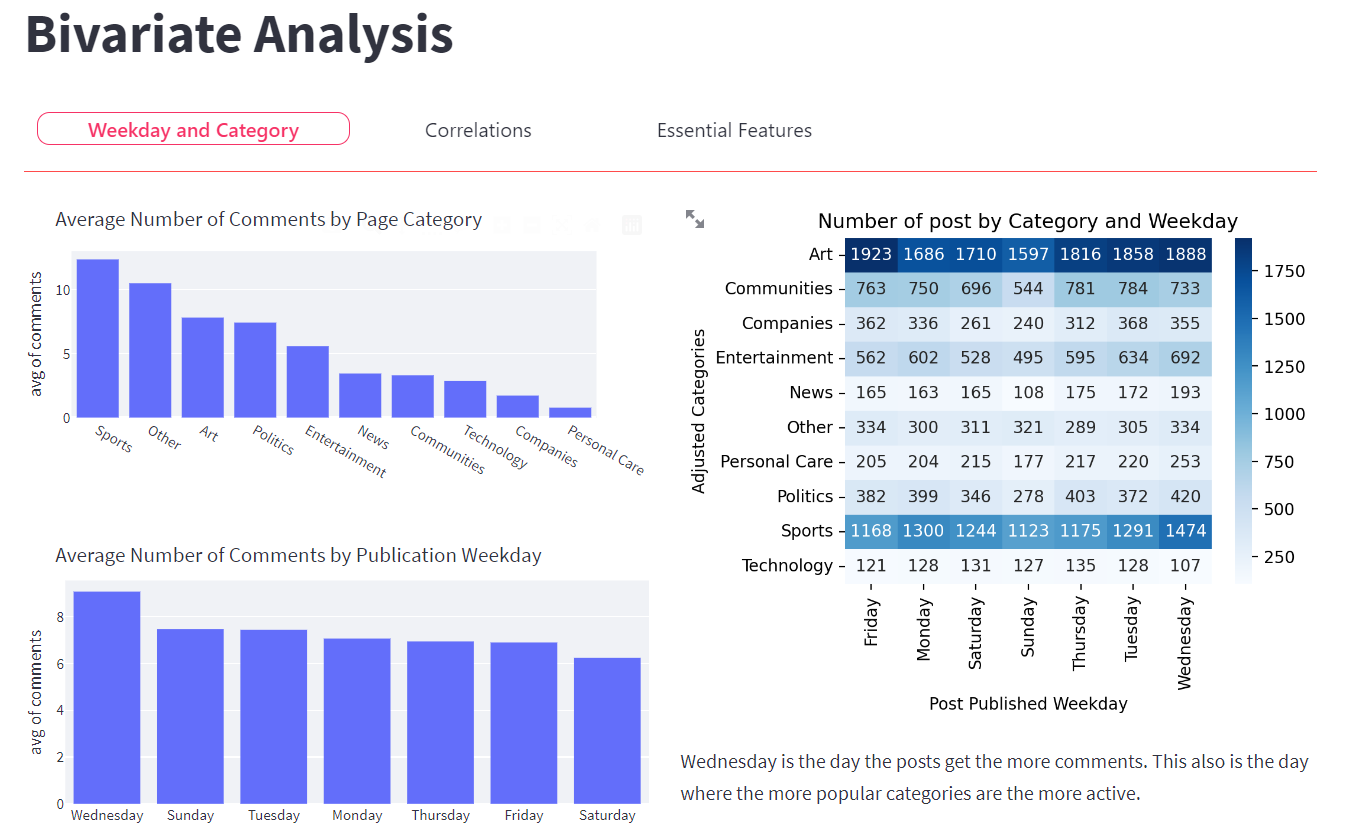 Bivariate Analysis
Weekday and Category
Correlations
Essential Features
Average Number of Comments by Page Category
avg of comments
10
5
0
Sports
Other
Art
Politics
Entertainment
News
Communities
Technology
Companies
Personal Care
Average Number of Comments by Publication Weekday
avg of comments
8
6
4
2
0
Wednesday
Sunday
Tuesday
Monday
Thursday
Friday
Saturday
Number of post by Category and Weekday
Adjusted Categories
Art 1923 1686 1710 1597 1816 1858 1888
Communities 763 750 696 544 781 784 733
Companies 362 336 261 240 312 368 355
Entertainment 562 602 528 495 595 634 692
News 165 163 165 108 175 172 193
Other 334 300 311 321 289 305 334
Personal Care 205 204 215 177 217 220 253
Politics 382 399 346 278 403 372 420
Sports 1168 1300 1244 1123 1175 1291 1474
Technology 121 128 131 127 135 128 107
Friday
Monday
Saturday
Sunday
Thursday
Tuesday
Wednesday
Post Published Weekday
1750
1500
1250
1000
750
500
250
Wednesday is the day the posts get the more comments. This also is the day
where the more popular categories are the more active.